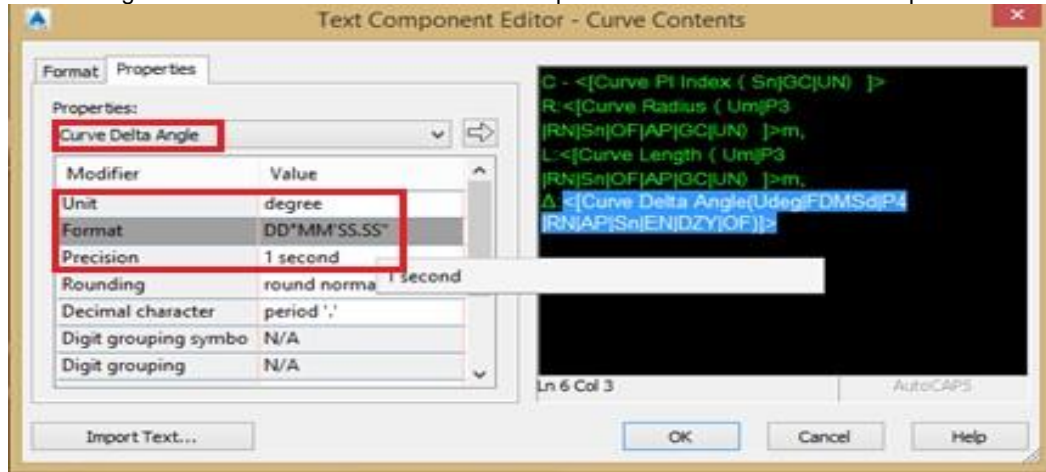 Text Component Editor - Curve Contents
Format Properties
Properties:
Curve Delta Angle
Modifier Value
Unit degree
Format DD°MM'SS.SS"
Precision 1 second
1 second
Rounding round norma
Decimal character period '.'
Digit grouping symbo N/A
Digit grouping N/A
C - <[Curve PI Index ( Sn|GC|UN) ]>
R:<[Curve Radius ( Um|P3
|RN|Sn|OF|AP|GC|UN) ]>m,
L:<[Curve Length ( Um|P3
|RN|Sn|OF|AP|GC|UN) ]>m,
Δ:<[Curve Delta Angle(Udeg|FDMSd|P4
|RN|AP|Sn|EN|DZY|OF)]>
Ln 6 Col 3 AutoCAPS
Import Text... OK Cancel Help